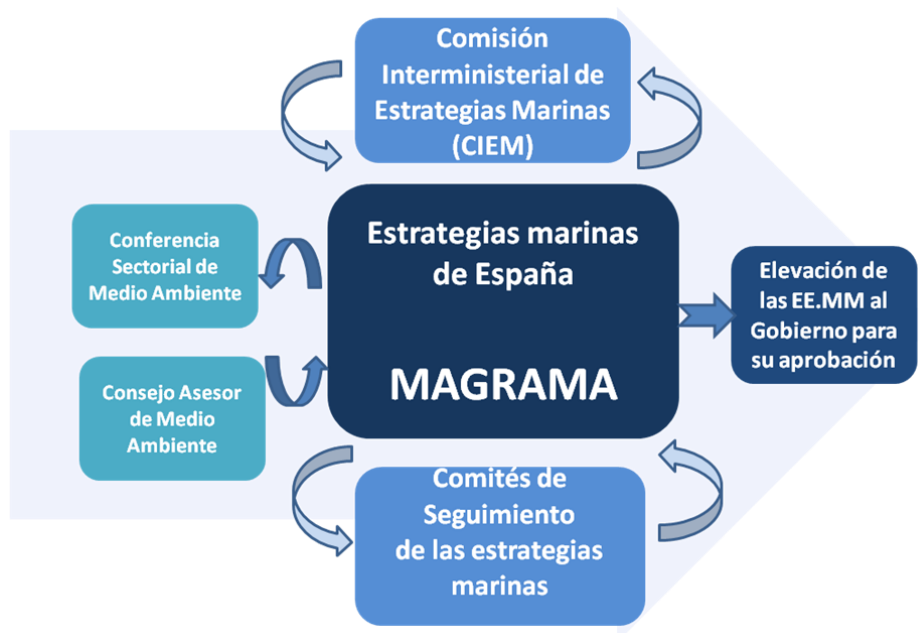 Comisión
Interministerial de
Estrategias Marinas
(CIEM)
Conferencia
Sectorial de
Medio Ambiente
Consejo Asesor
de Medio
Ambiente
Estrategias marinas
de España
MAGRAMA
Elevación de
las EE.MM al
Gobierno para
su aprobación
Comités de
Seguimiento
de las estrategias
marinas